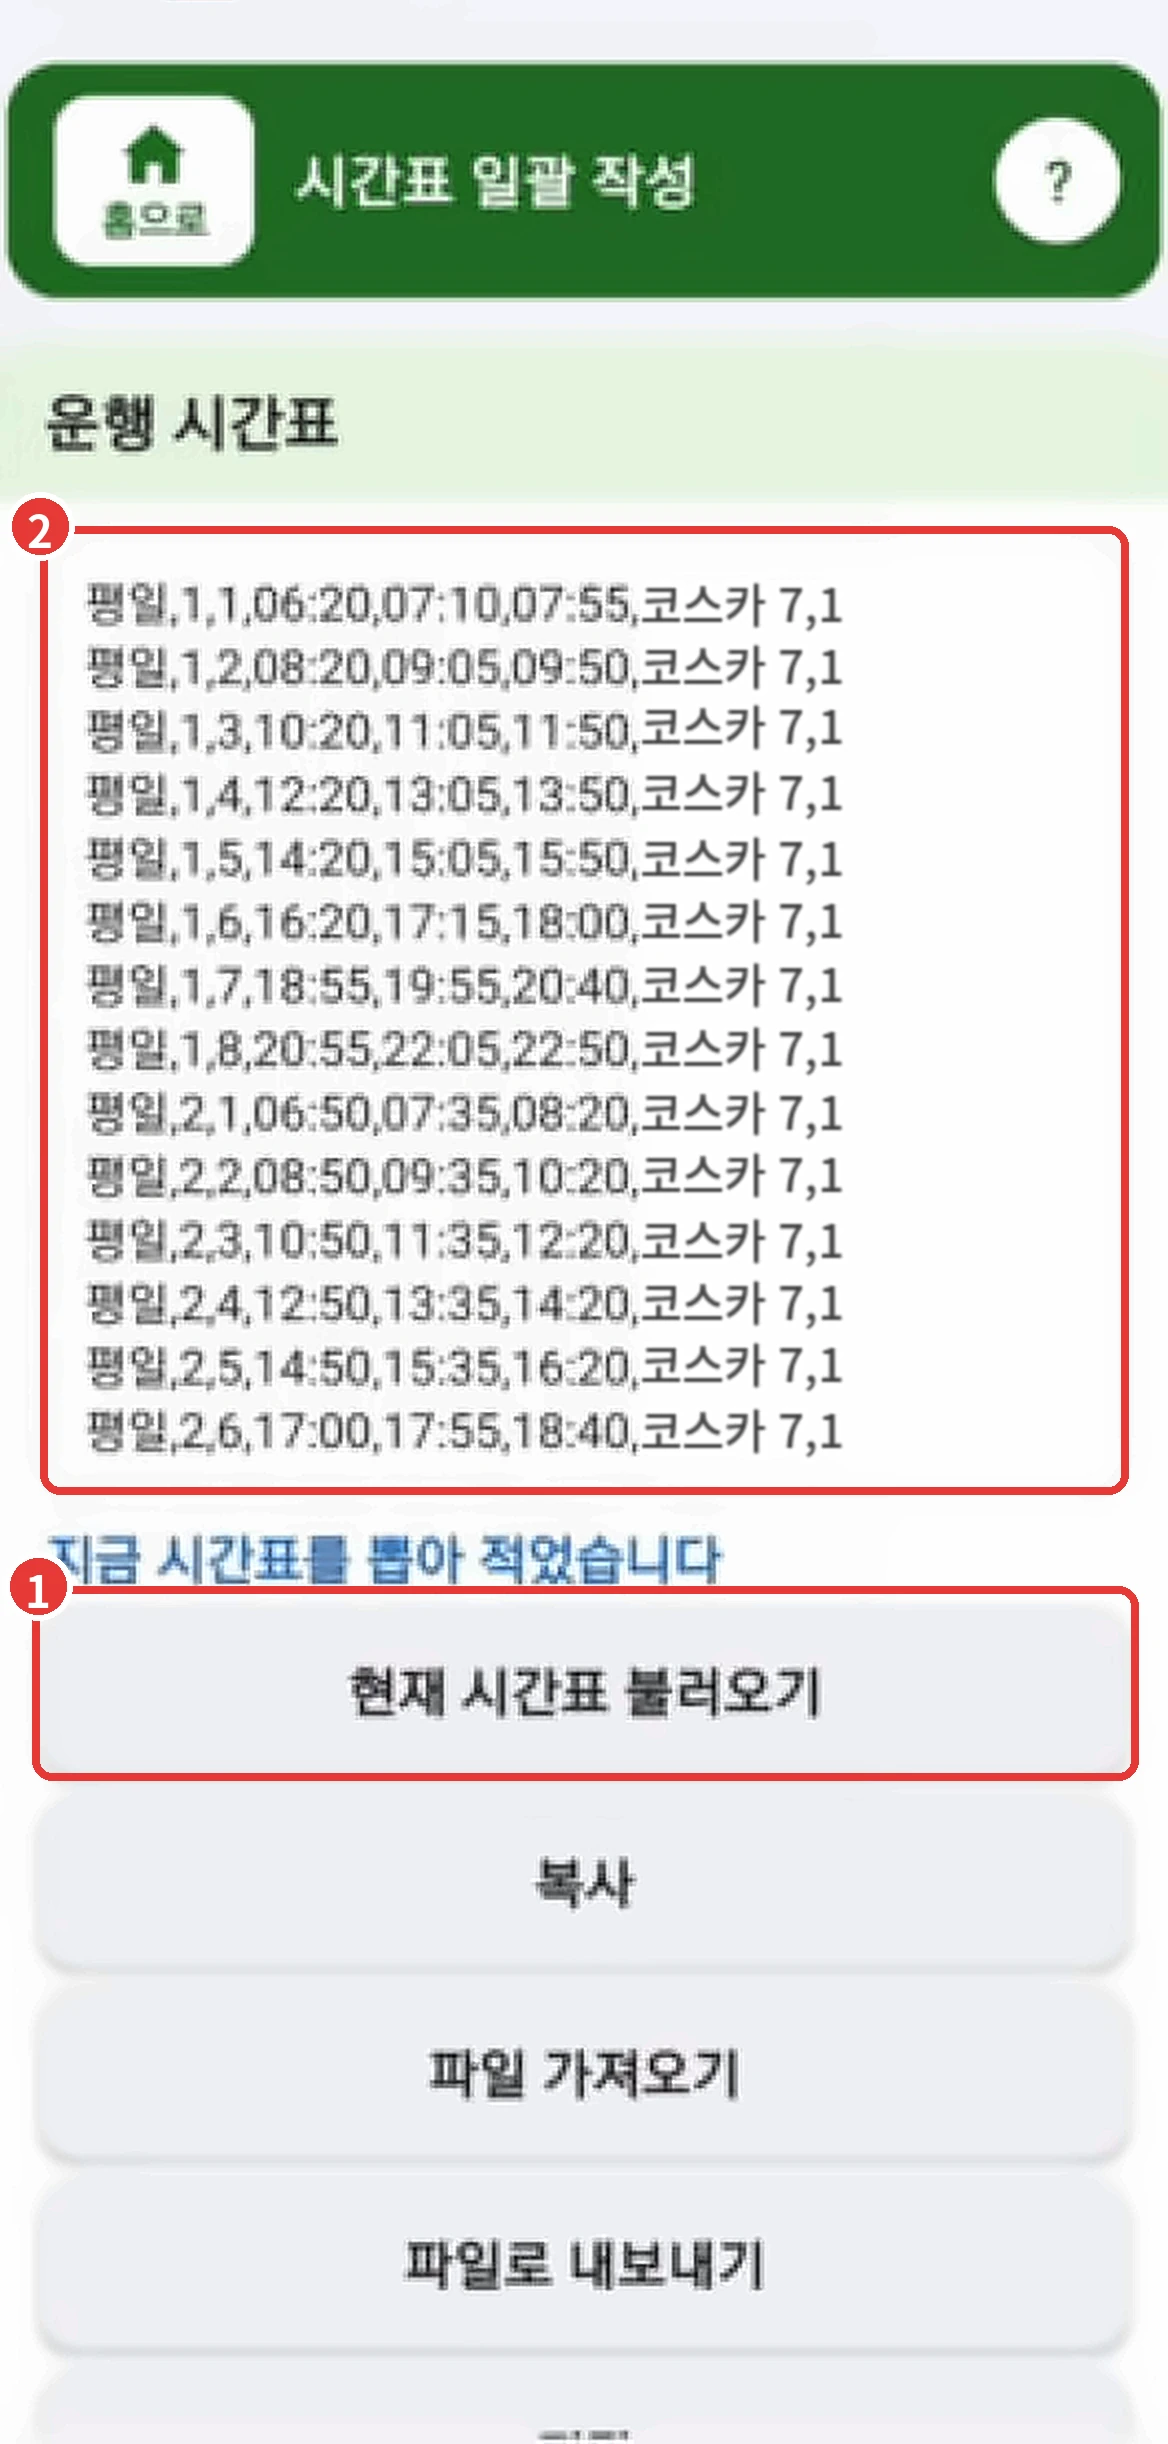 홈으로
시간표 일괄 작성
?
운행 시간표
2
평일,1,1,06:20,07:10,07:55,코스카 7,1
평일,1,2,08:20,09:05,09:50,코스카 7,1
평일,1,3,10:20,11:05,11:50,코스카 7,1
평일,1,4,12:20,13:05,13:50,코스카 7,1
평일,1,5,14:20,15:05,15:50,코스카 7,1
평일,1,6,16:20,17:15,18:00,코스카 7,1
평일,1,7,18:55,19:55,20:40,코스카 7,1
평일,1,8,20:55,22:05,22:50,코스카 7,1
평일,2,1,06:50,07:35,08:20,코스카 7,1
평일,2,2,08:50,09:35,10:20,코스카 7,1
평일,2,3,10:50,11:35,12:20,코스카 7,1
평일,2,4,12:50,13:35,14:20,코스카 7,1
평일,2,5,14:50,15:35,16:20,코스카 7,1
평일,2,6,17:00,17:55,18:40,코스카 7,1
지금 시간표를 뽑아 적었습니다
1
현재 시간표 불러오기
복사
파일 가져오기
파일로 내보내기